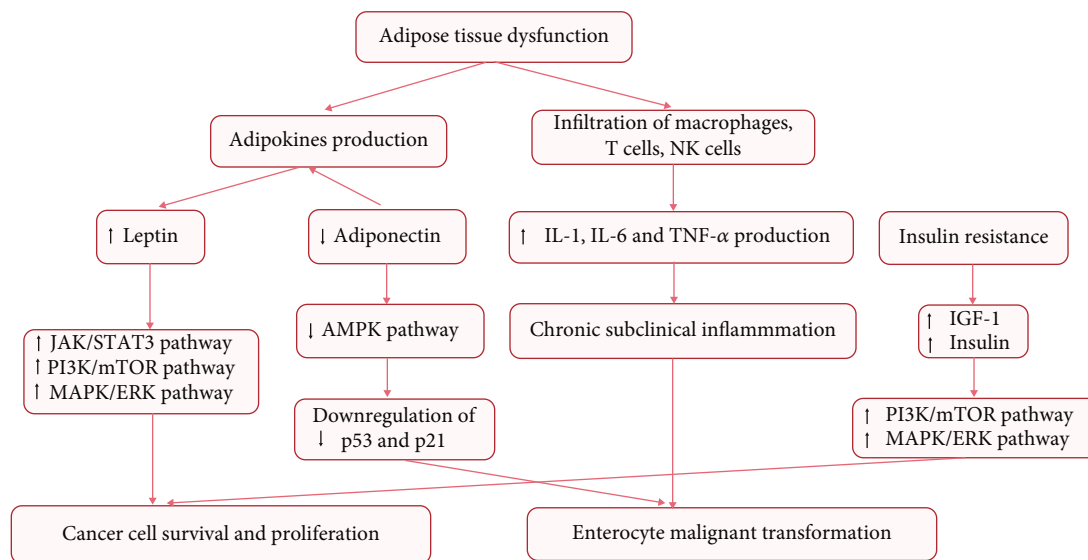 Adipose tissue dysfunction
Adipokines production
Infiltration of macrophages,
T cells, NK cells
↑ Leptin
↓ Adiponectin
↑ IL-1, IL-6 and TNF-α production
Insulin resistance
↑ JAK/STAT3 pathway
↑ PI3K/mTOR pathway
↑ MAPK/ERK pathway
↓ AMPK pathway
Chronic subclinical inflammmation
↑ IGF-1
↑ Insulin
Downregulation of
↓ p53 and p21
↑ PI3K/mTOR pathway
↑ MAPK/ERK pathway
Cancer cell survival and proliferation
Enterocyte malignant transformation